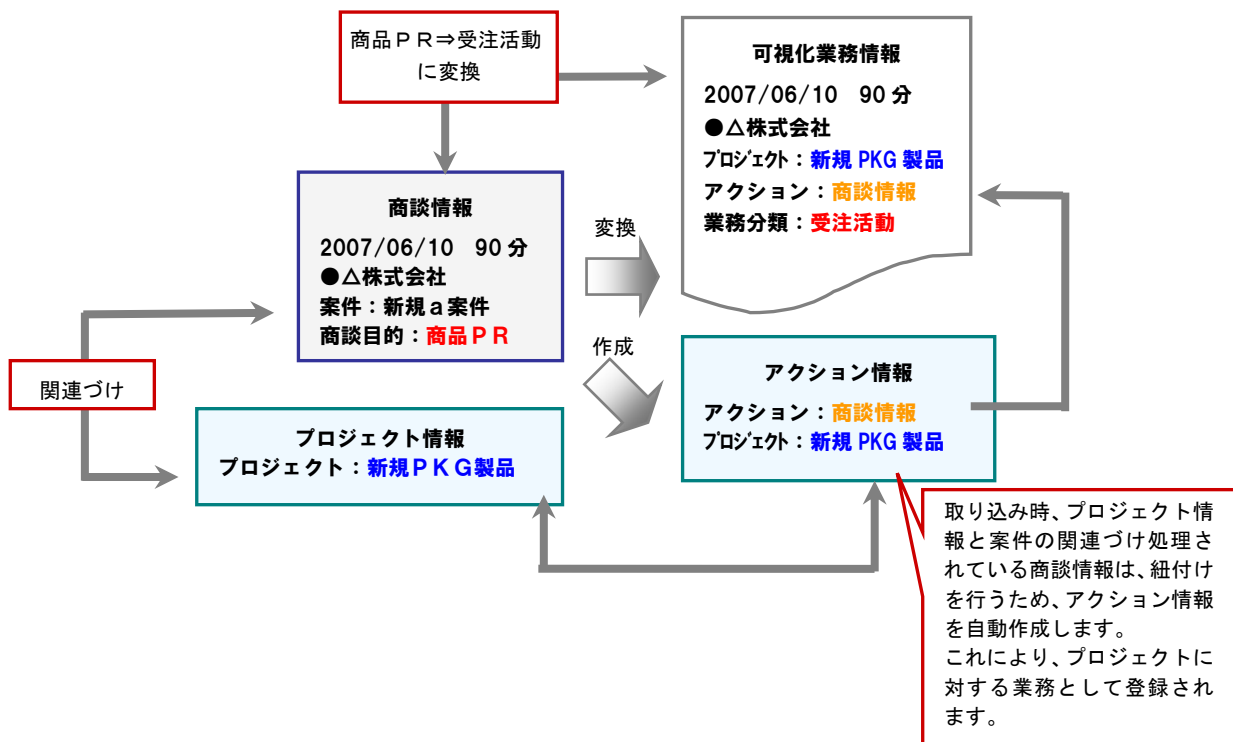 商品ＰＲ⇒受注活動
に変換
可視化業務情報
2007/06/10　90 分
●△株式会社
ﾌﾟﾛｼﾞｪｸﾄ：新規 PKG 製品
アクション：商談情報
業務分類：受注活動
商談情報
2007/06/10　90 分
●△株式会社
案件：新規ａ案件
商談目的：商品ＰＲ
変換
作成
関連づけ
プロジェクト情報
プロジェクト：新規ＰＫＧ製品
アクション情報
アクション：商談情報
ﾌﾟﾛｼﾞｪｸﾄ：新規 PKG 製品
取り込み時、プロジェクト情
報と案件の関連づけ処理さ
れている商談情報は、紐付け
を行うため、アクション情報
を自動作成します。
これにより、プロジェクトに
対する業務として登録され
ます。